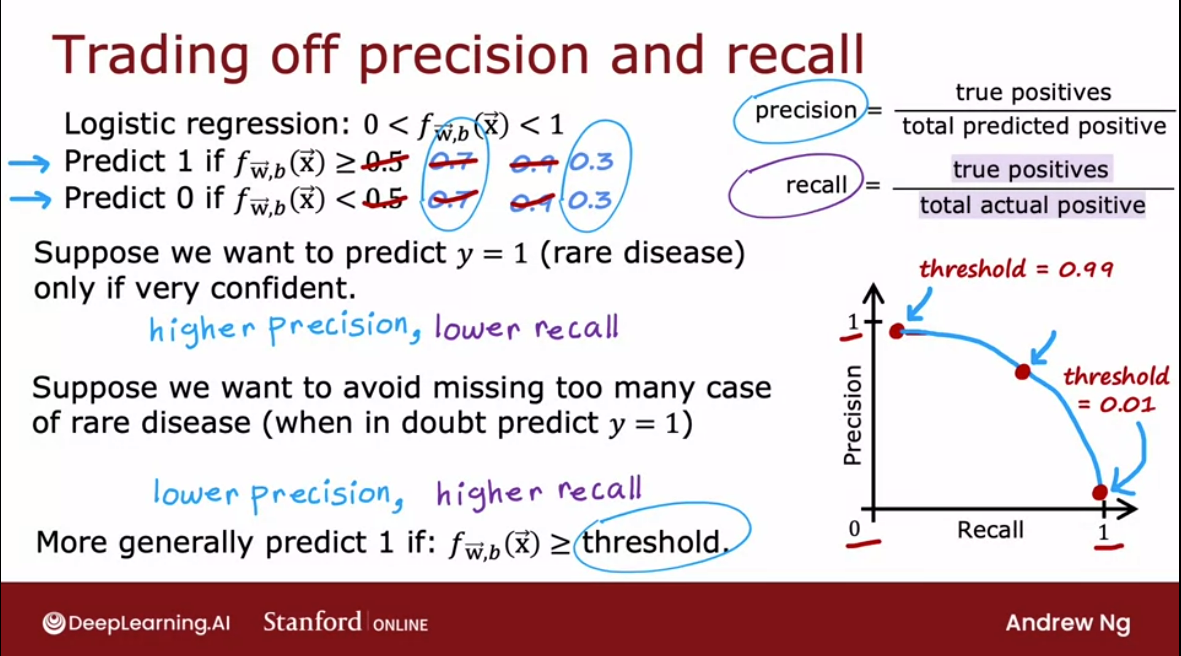 Trading off precision and recall
Logistic regression: 0 < f_w⃗,b(x⃗) < 1
→ Predict 1 if f_w⃗,b(x⃗) ≥ 0.5 0.7 0.9 0.3
→ Predict 0 if f_w⃗,b(x⃗) < 0.5 0.7 0.9 0.3
Suppose we want to predict y = 1 (rare disease)
only if very confident.
higher precision, lower recall
Suppose we want to avoid missing too many case
of rare disease (when in doubt predict y = 1)
lower precision, higher recall
More generally predict 1 if: f_w⃗,b(x⃗) ≥ threshold.
precision = true positives
total predicted positive
recall = true positives
total actual positive
threshold = 0.99
1
Precision
threshold
= 0.01
0
Recall
1
DeepLearning.AI
Stanford ONLINE
Andrew Ng